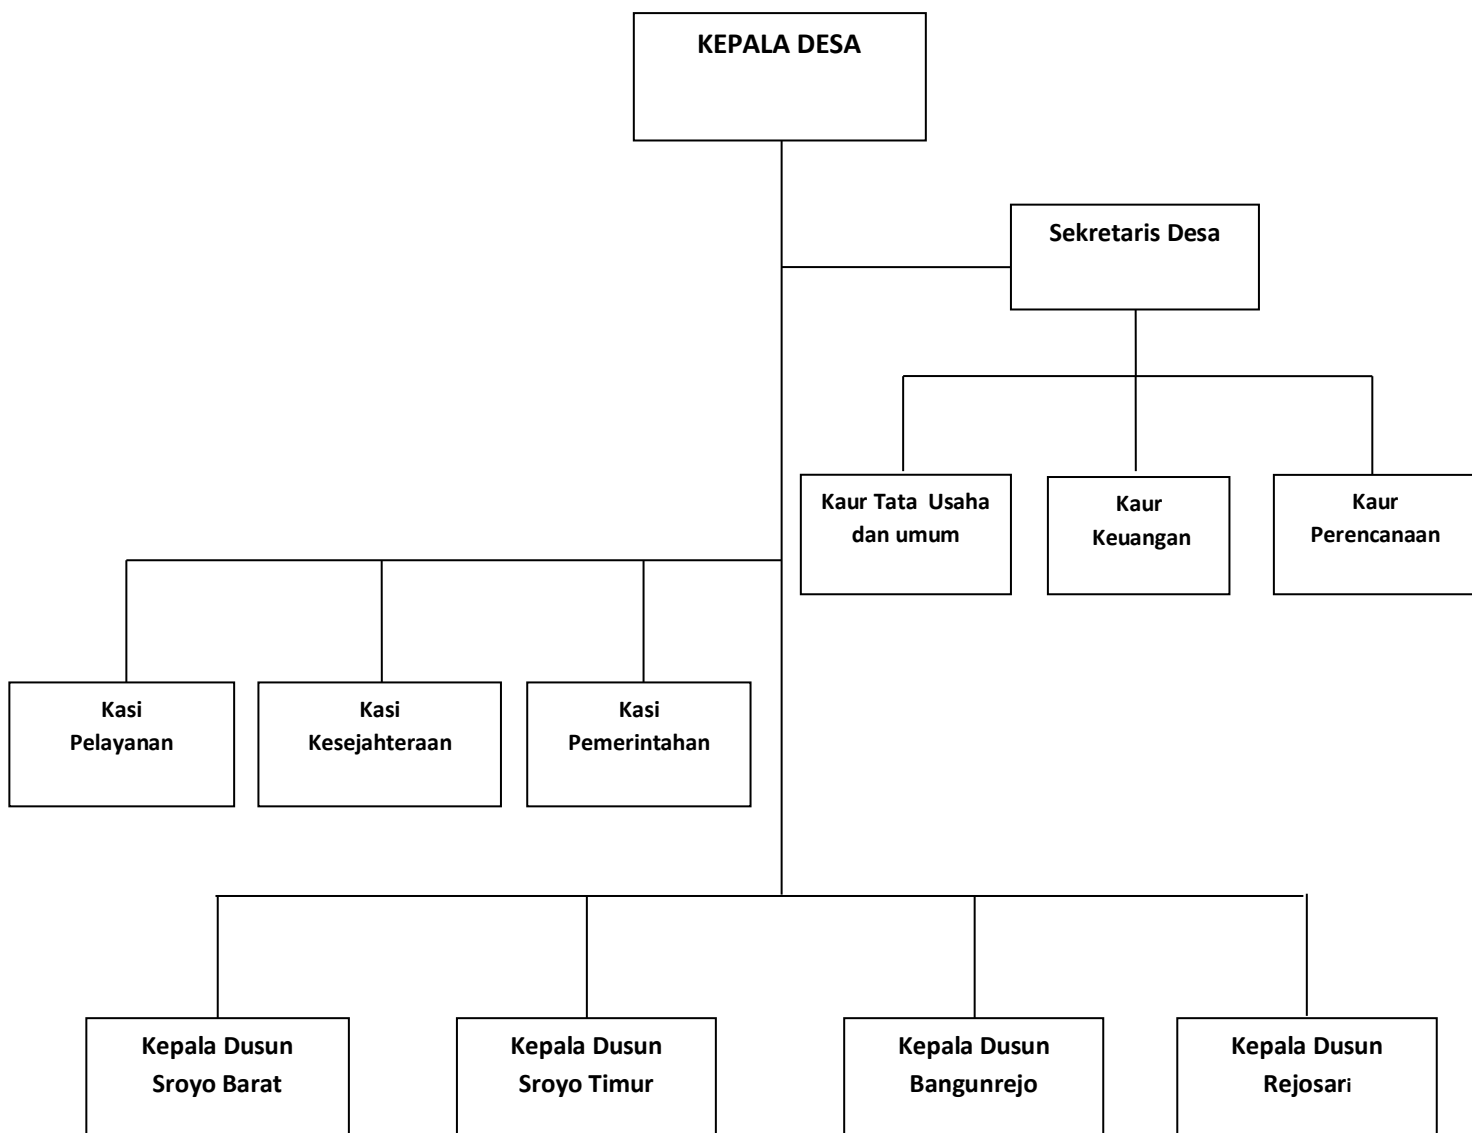 KEPALA DESA
Sekretaris Desa
Kaur Tata  Usaha
dan umum
Kaur
Keuangan
Kaur
Perencanaan
Kasi
Pelayanan
Kasi
Kesejahteraan
Kasi
Pemerintahan
Kepala Dusun
Sroyo Barat
Kepala Dusun
Sroyo Timur
Kepala Dusun
Bangunrejo
Kepala Dusun
Rejosari